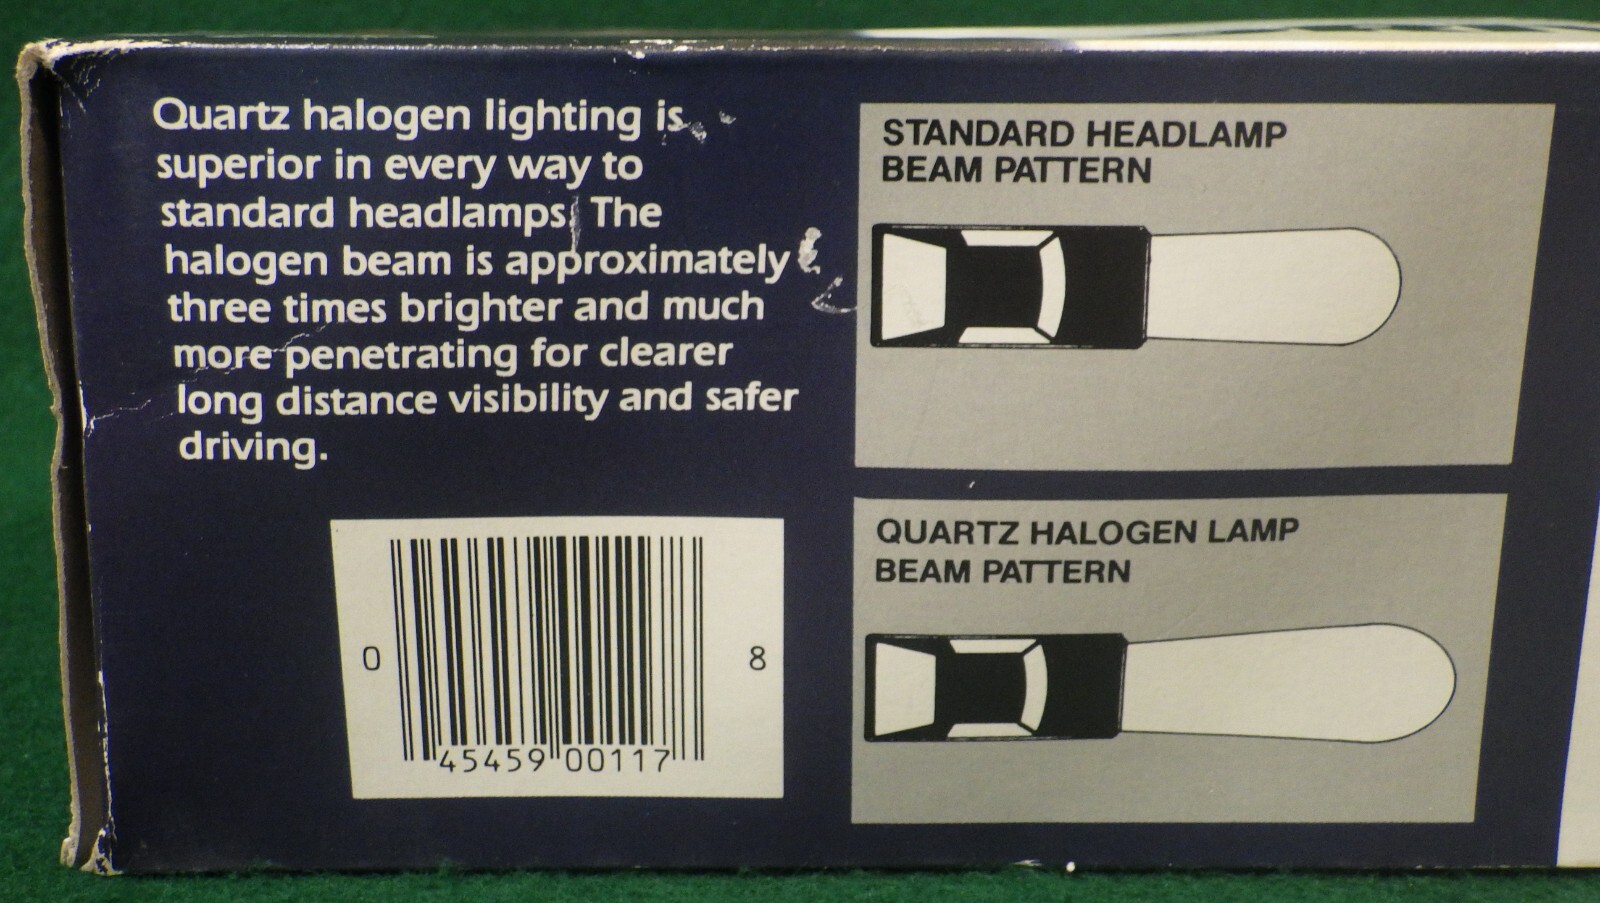 Quartz halogen lighting is
superior in every way to
standard headlamps. The
halogen beam is approximately
three times brighter and much
more penetrating for clearer
long distance visibility and safer
driving.
0 45459 00117 8
STANDARD HEADLAMP
BEAM PATTERN
QUARTZ HALOGEN LAMP
BEAM PATTERN